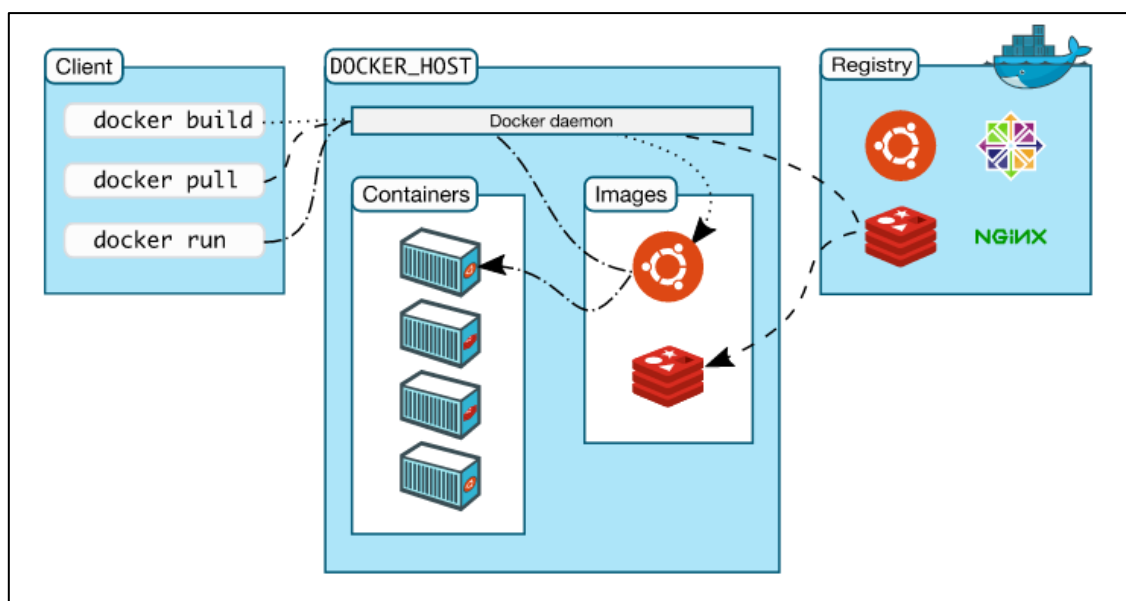 Client
docker build
docker pull
docker run
DOCKER_HOST
Docker daemon
Containers
Images
Registry
NGINX